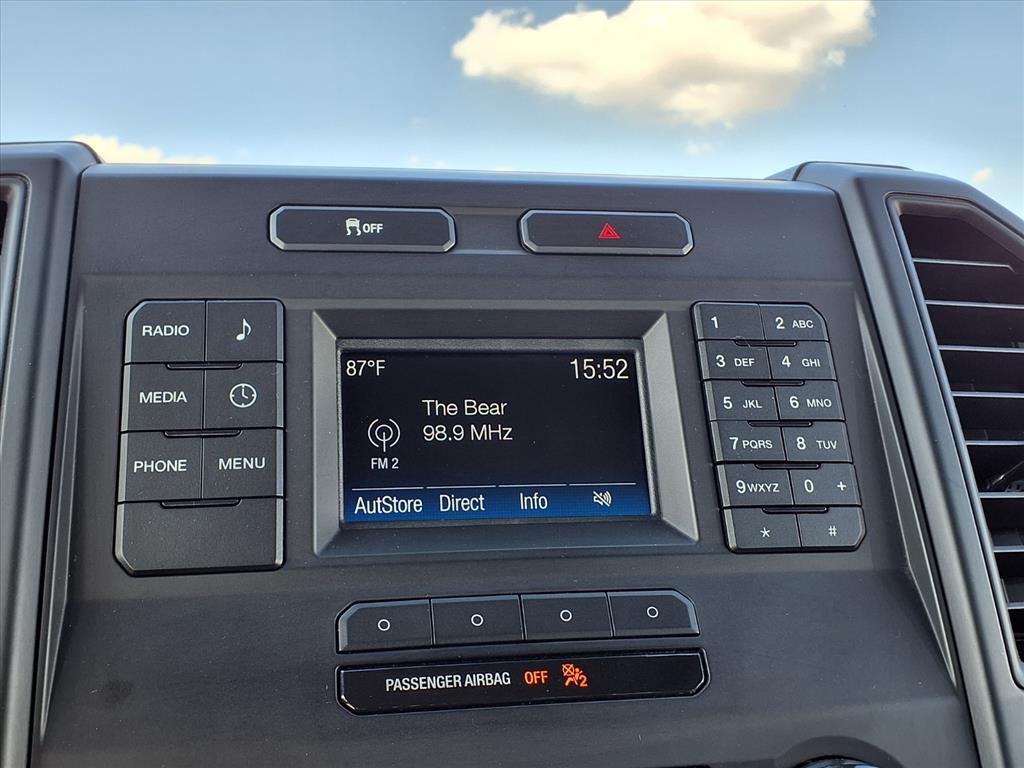 OFF
RADIO
MEDIA
PHONE MENU
87°F 15:52
The Bear
98.9 MHz
FM 2
AutStore Direct Info
1 2 ABC
3 DEF 4 GHI
5 JKL 6 MNO
7 PQRS 8 TUV
9 WXYZ 0 +
* #
PASSENGER AIRBAG OFF 2